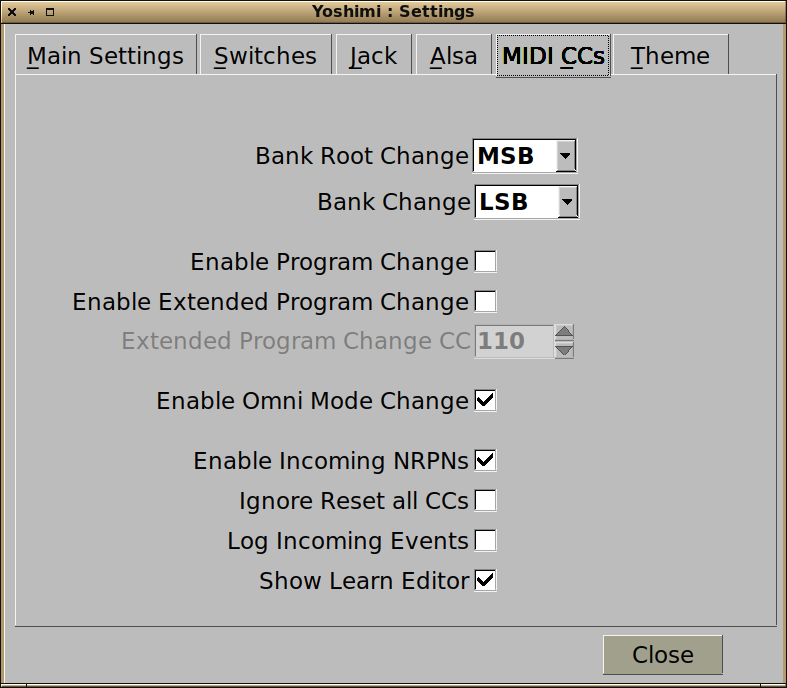 Yoshimi : Settings
Main Settings Switches Jack Alsa MIDI CCs Theme
Bank Root Change MSB
Bank Change LSB
Enable Program Change
Enable Extended Program Change
Extended Program Change CC 110
Enable Omni Mode Change
Enable Incoming NRPNs
Ignore Reset all CCs
Log Incoming Events
Show Learn Editor
Close